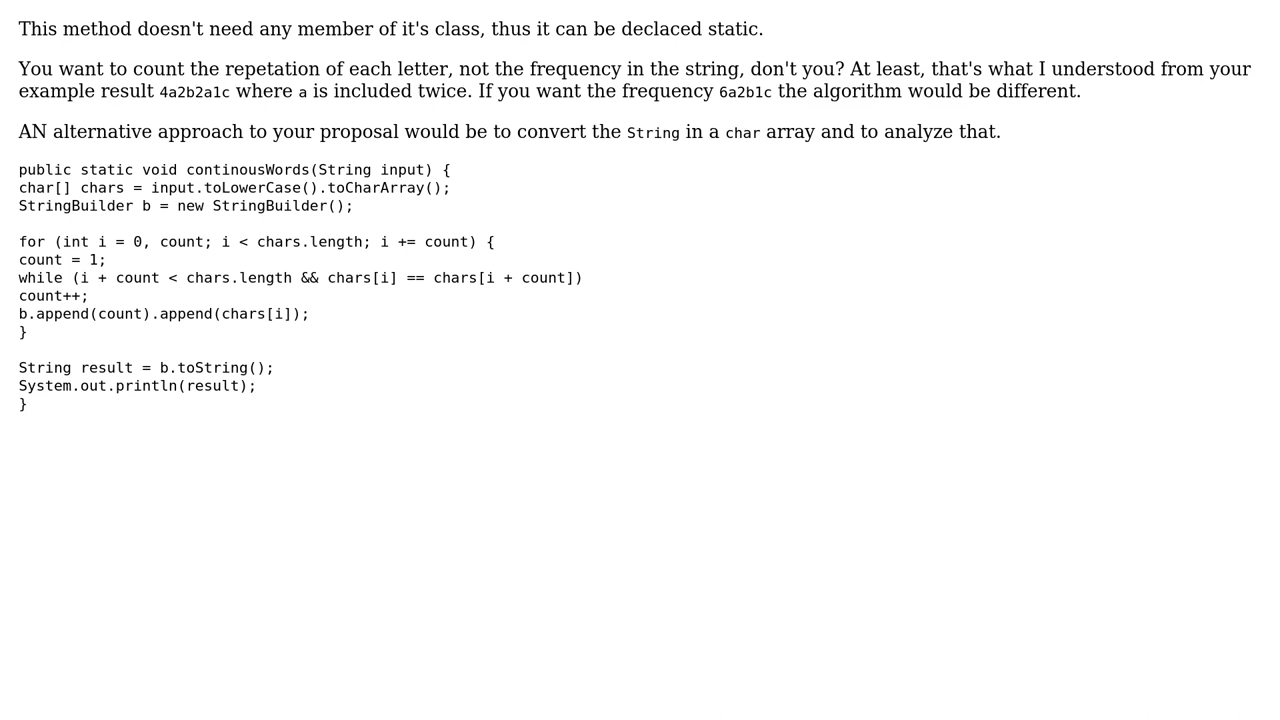 This method doesn't need any member of it's class, thus it can be declaced static.
You want to count the repetation of each letter, not the frequency in the string, don't you? At least, that's what I understood from your
example result 4a2b2a1c where a is included twice. If you want the frequency 6a2b1c the algorithm would be different.
AN alternative approach to your proposal would be to convert the String in a char array and to analyze that.
public static void continousWords(String input) {
char[] chars = input.toLowerCase().toCharArray();
StringBuilder b = new StringBuilder();
for (int i = 0, count; i < chars.length; i += count) {
count = 1;
while (i + count < chars.length && chars[i] == chars[i + count])
count++;
b.append(count).append(chars[i]);
}
String result = b.toString();
System.out.println(result);
}